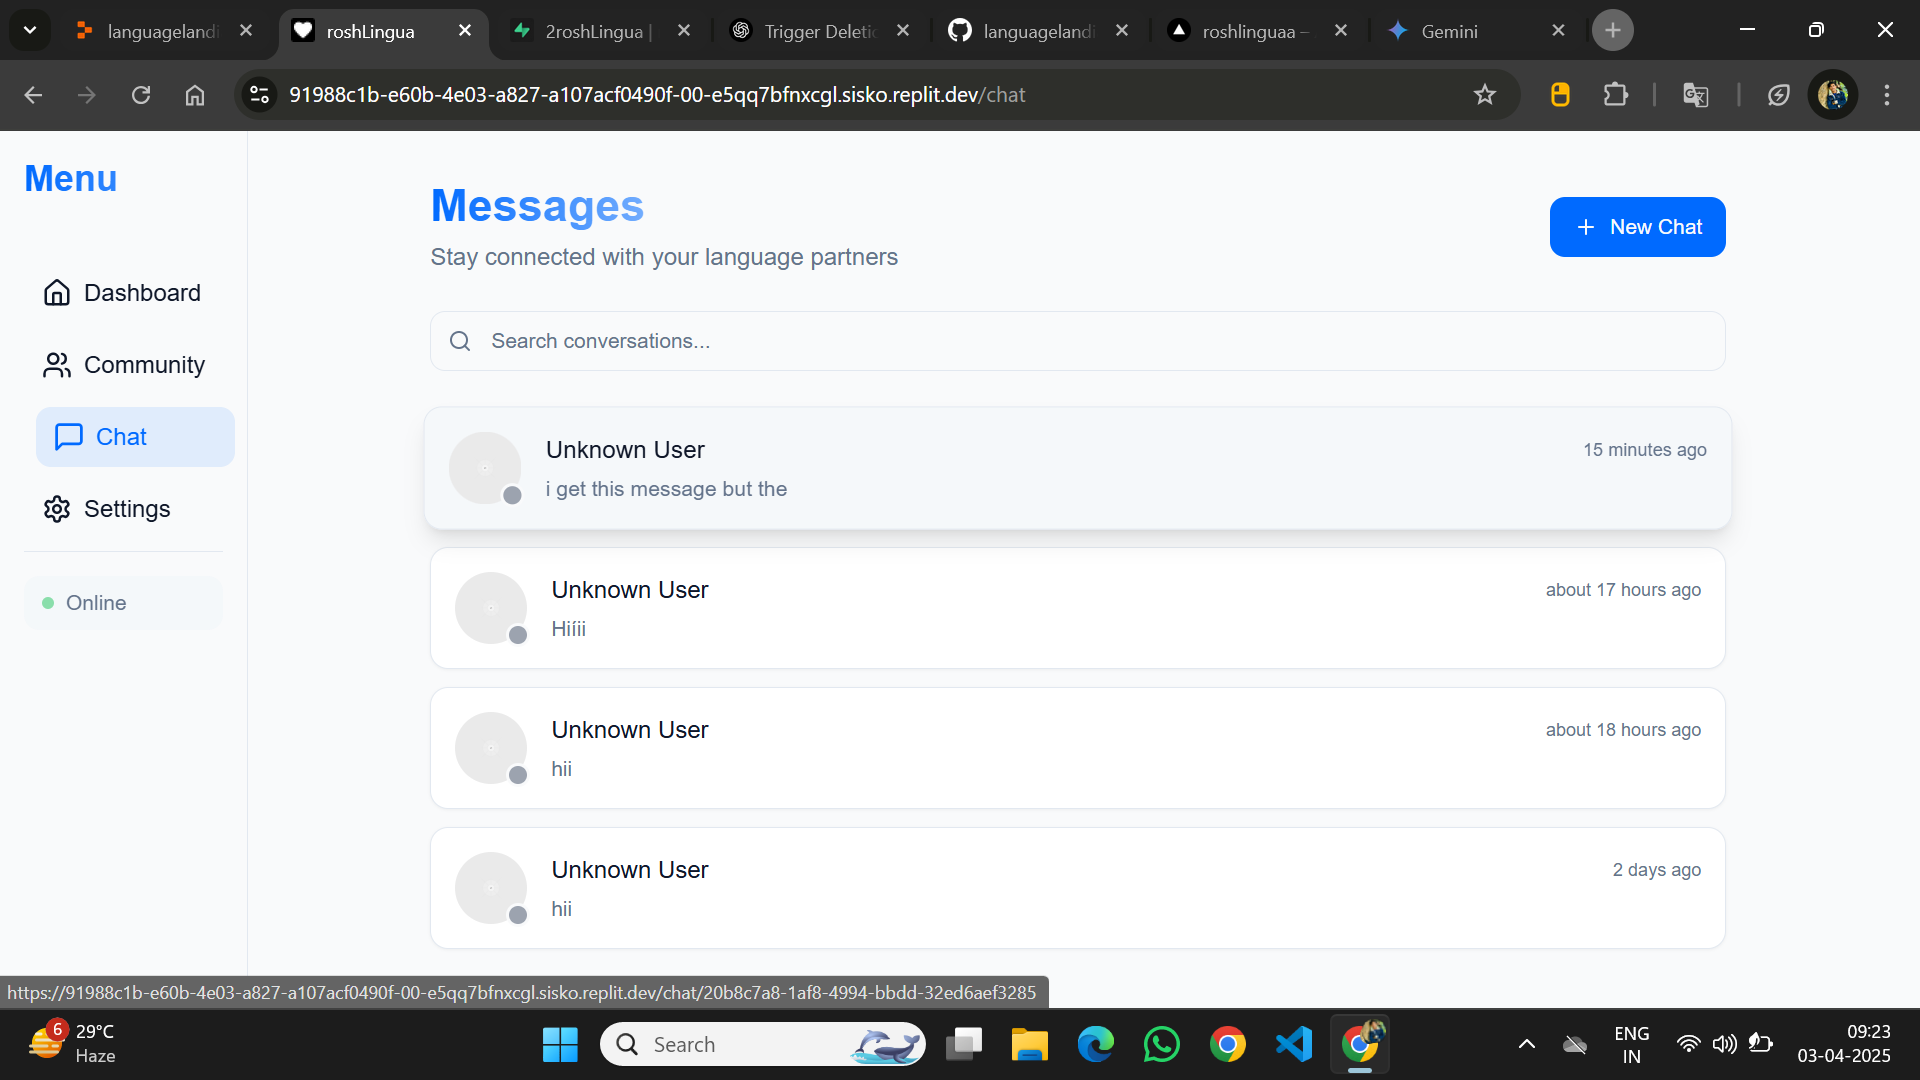 languagelandi
roshLingua
2roshLingua |
Trigger Deletic
languagelandi
roshlinguaa –
Gemini
91988c1b-e60b-4e03-a827-a107acf0490f-00-e5qq7bfnxcgl.sisko.replit.dev/chat
Menu
Dashboard
Community
Chat
Settings
Online
Messages
Stay connected with your language partners
New Chat
Search conversations...
Unknown User
15 minutes ago
i get this message but the
Unknown User
about 17 hours ago
Hiíii
Unknown User
about 18 hours ago
hii
Unknown User
2 days ago
hii
https://91988c1b-e60b-4e03-a827-a107acf0490f-00-e5qq7bfnxcgl.sisko.replit.dev/chat/20b8c7a8-1af8-4994-bbdd-32ed6aef3285
6
29°C
Haze
Search
ENG
IN
09:23
03-04-2025